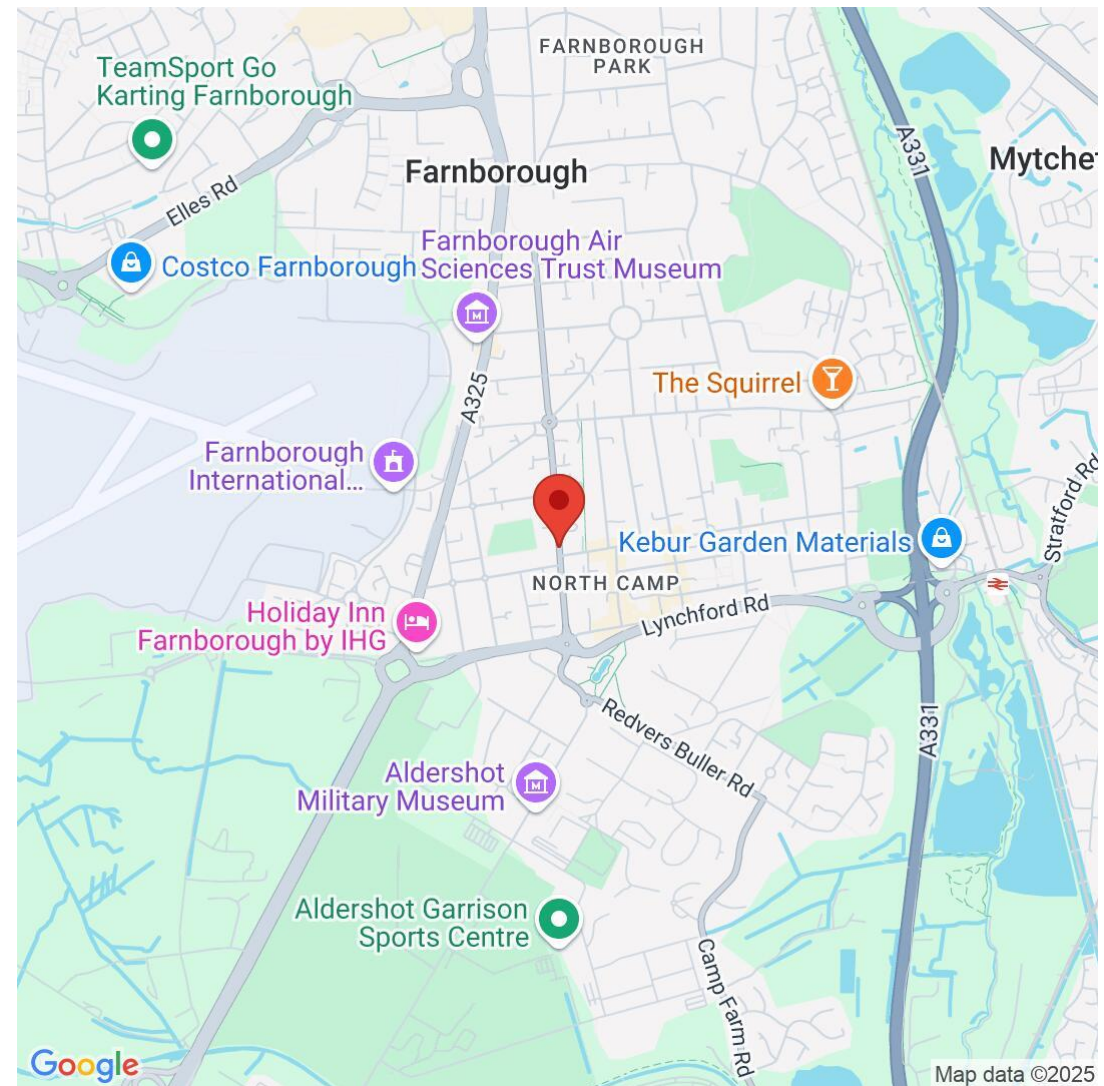 FARNBOROUGH
PARK
TeamSport Go
Karting Farnborough
A331
Mytchet
Farnborough
Elles Rd
Farnborough Air
Sciences Trust Museum
Costco Farnborough
The Squirrel
A325
Farnborough
International...
Stratford Rd
Kebur Garden Materials
NORTH CAMP
Holiday Inn
Farnborough by IHG
Lynchford Rd
Redvers Buller Rd
A331
Aldershot
Military Museum
Aldershot Garrison
Sports Centre
Camp Farm Rd
Google
Map data ©2025